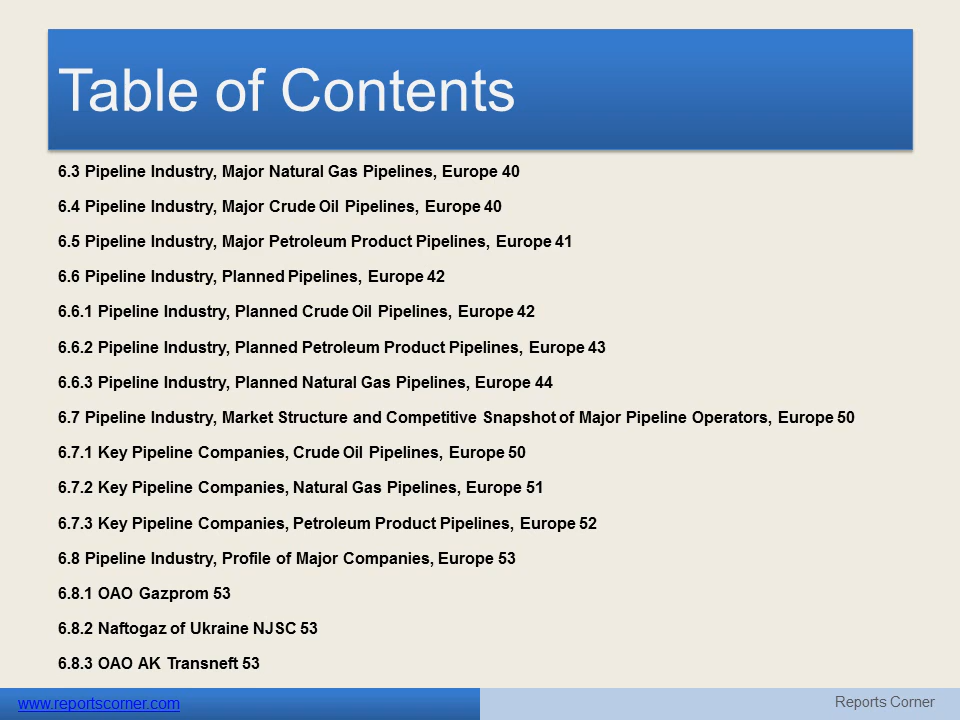 Table of Contents
6.3 Pipeline Industry, Major Natural Gas Pipelines, Europe 40
6.4 Pipeline Industry, Major Crude Oil Pipelines, Europe 40
6.5 Pipeline Industry, Major Petroleum Product Pipelines, Europe 41
6.6 Pipeline Industry, Planned Pipelines, Europe 42
6.6.1 Pipeline Industry, Planned Crude Oil Pipelines, Europe 42
6.6.2 Pipeline Industry, Planned Petroleum Product Pipelines, Europe 43
6.6.3 Pipeline Industry, Planned Natural Gas Pipelines, Europe 44
6.7 Pipeline Industry, Market Structure and Competitive Snapshot of Major Pipeline Operators, Europe 50
6.7.1 Key Pipeline Companies, Crude Oil Pipelines, Europe 50
6.7.2 Key Pipeline Companies, Natural Gas Pipelines, Europe 51
6.7.3 Key Pipeline Companies, Petroleum Product Pipelines, Europe 52
6.8 Pipeline Industry, Profile of Major Companies, Europe 53
6.8.1 OAO Gazprom 53
6.8.2 Naftogaz of Ukraine NJSC 53
6.8.3 OAO AK Transneft 53
www.reportscorner.com
Reports Corner